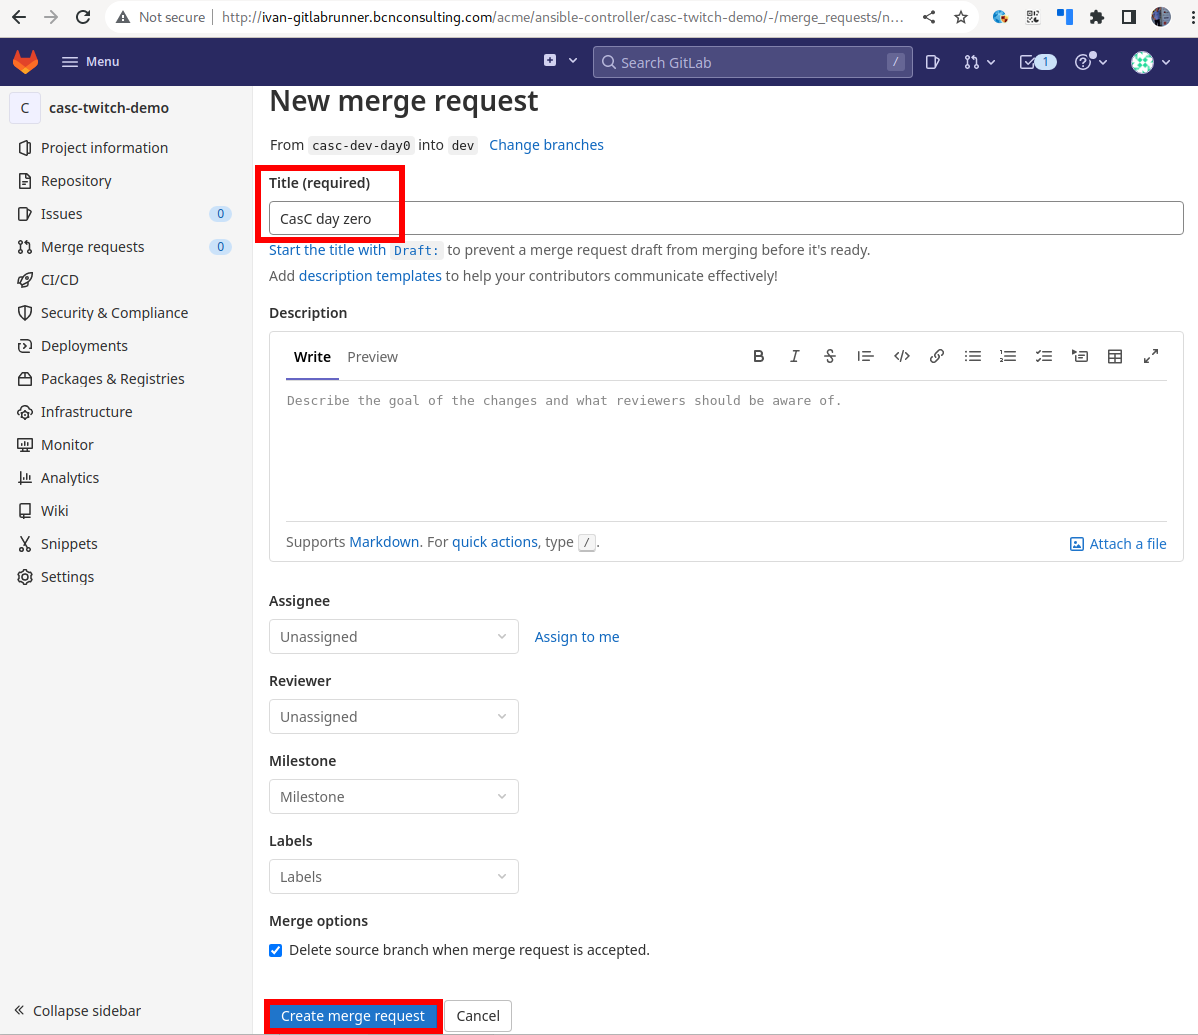 Not secure
http://ivan-gitlabrunner.bcnconsulting.com/acme/ansible-controller/casc-twitch-demo/-/merge_requests/n...
Menu
Search GitLab
/
1
C
casc-twitch-demo
Project information
Repository
Issues 0
Merge requests 0
CI/CD
Security & Compliance
Deployments
Packages & Registries
Infrastructure
Monitor
Analytics
Wiki
Snippets
Settings
Collapse sidebar
New merge request
From casc-dev-day0 into dev Change branches
Title (required)
CasC day zero
Start the title with Draft: to prevent a merge request draft from merging before it's ready.
Add description templates to help your contributors communicate effectively!
Description
Write Preview
Describe the goal of the changes and what reviewers should be aware of.
Supports Markdown. For quick actions, type /.
Attach a file
Assignee
Unassigned
Assign to me
Reviewer
Unassigned
Milestone
Milestone
Labels
Labels
Merge options
Delete source branch when merge request is accepted.
Create merge request
Cancel